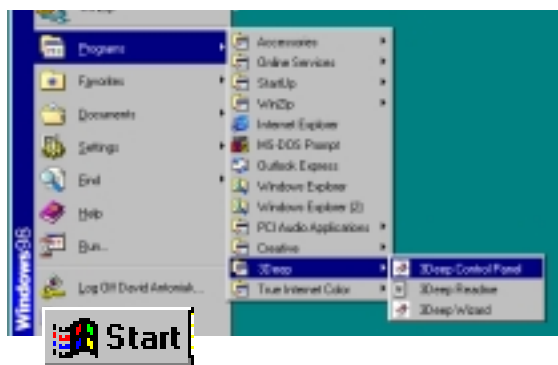 Programs
Favorites
Documents
Settings
Find
Help
Run...
Log Off David
Windows98
Accessories
Online Services
StartUp
WinZip
Internet Explorer
MS-DOS Prompt
Outlook Express
Windows Explorer
Windows Explorer (2)
PCI Audio Applications
Creative
3Deep
True Internet Color
3Deep Control Panel
3Deep Readme
3Deep Wizard
Start